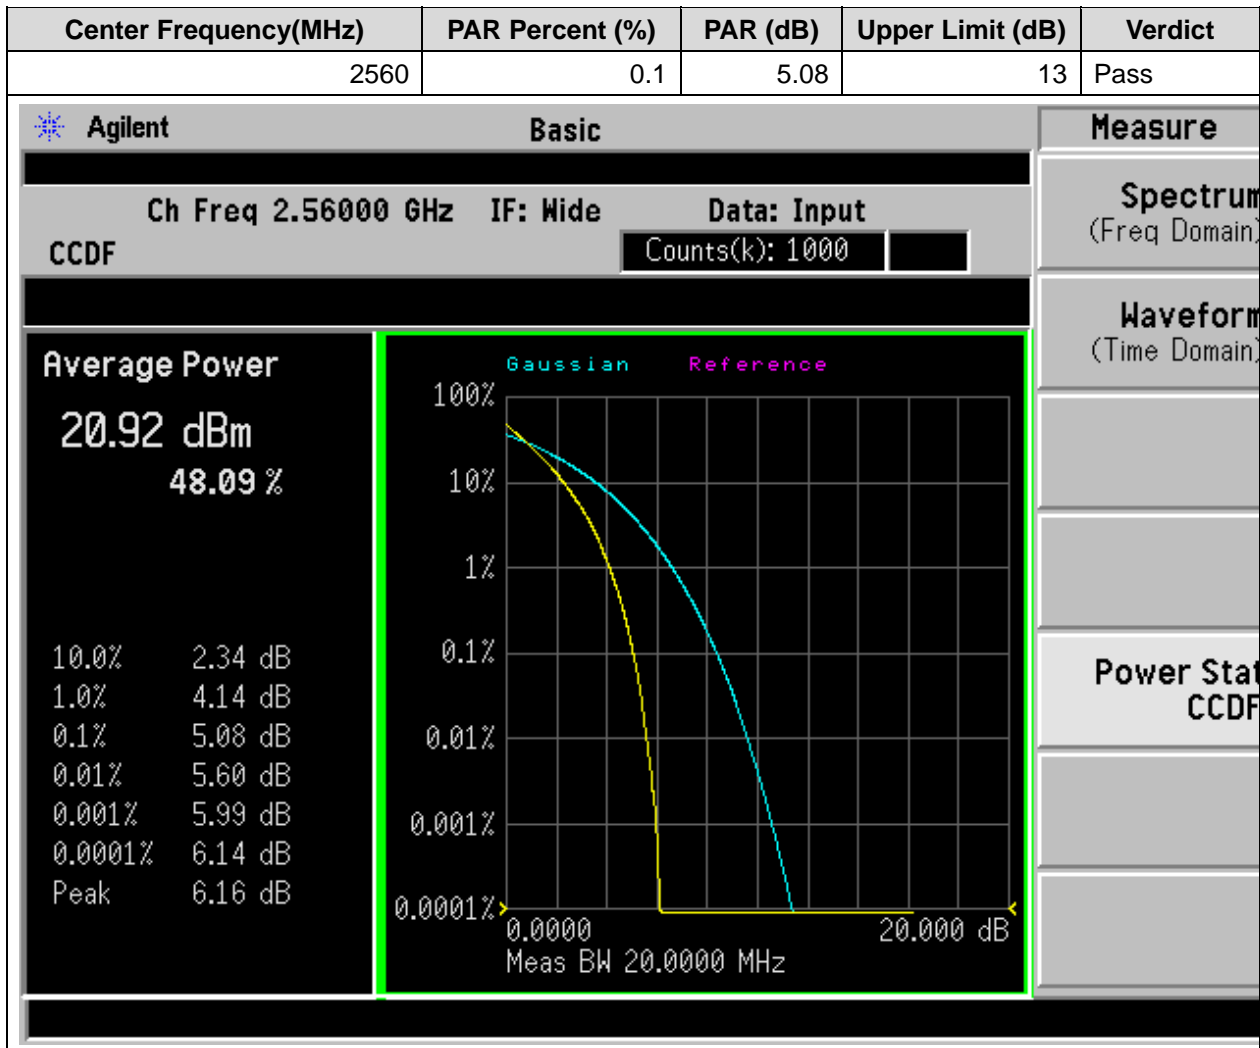 Center Frequency(MHz) PAR Percent (%) PAR (dB) Upper Limit (dB) Verdict
2560 0.1 5.08 13 Pass
Agilent Basic Measure
Ch Freq 2.56000 GHz IF: Wide Data: Input
CCDF Counts(k): 1000
Average Power
20.92 dBm
48.09 %
10.0% 2.34 dB
1.0% 4.14 dB
0.1% 5.08 dB
0.01% 5.60 dB
0.001% 5.99 dB
0.0001% 6.14 dB
Peak 6.16 dB
Gaussian Reference
100%
10%
1%
0.1%
0.01%
0.001%
0.0001%
0.0000 20.000 dB
Meas BW 20.0000 MHz
Spectrum
(Freq Domain)
Waveform
(Time Domain)
Power Stat
CCDF